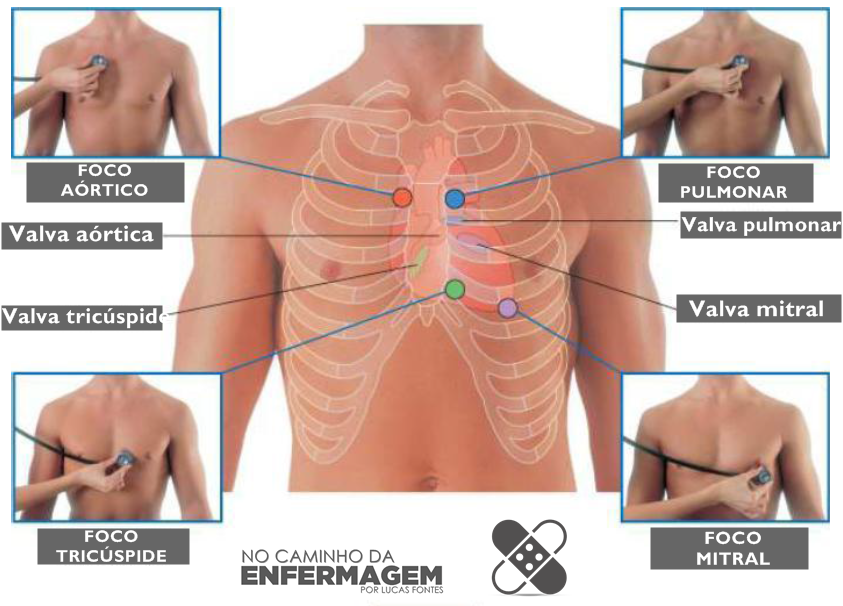 FOCO
AÓRTICO
FOCO
PULMONAR
Valva aórtica
Valva pulmonar
Valva tricúspide
Valva mitral
FOCO
TRICÚSPIDE
FOCO
MITRAL
NO CAMINHO DA
ENFERMAGEM
POR LUCAS FONTES